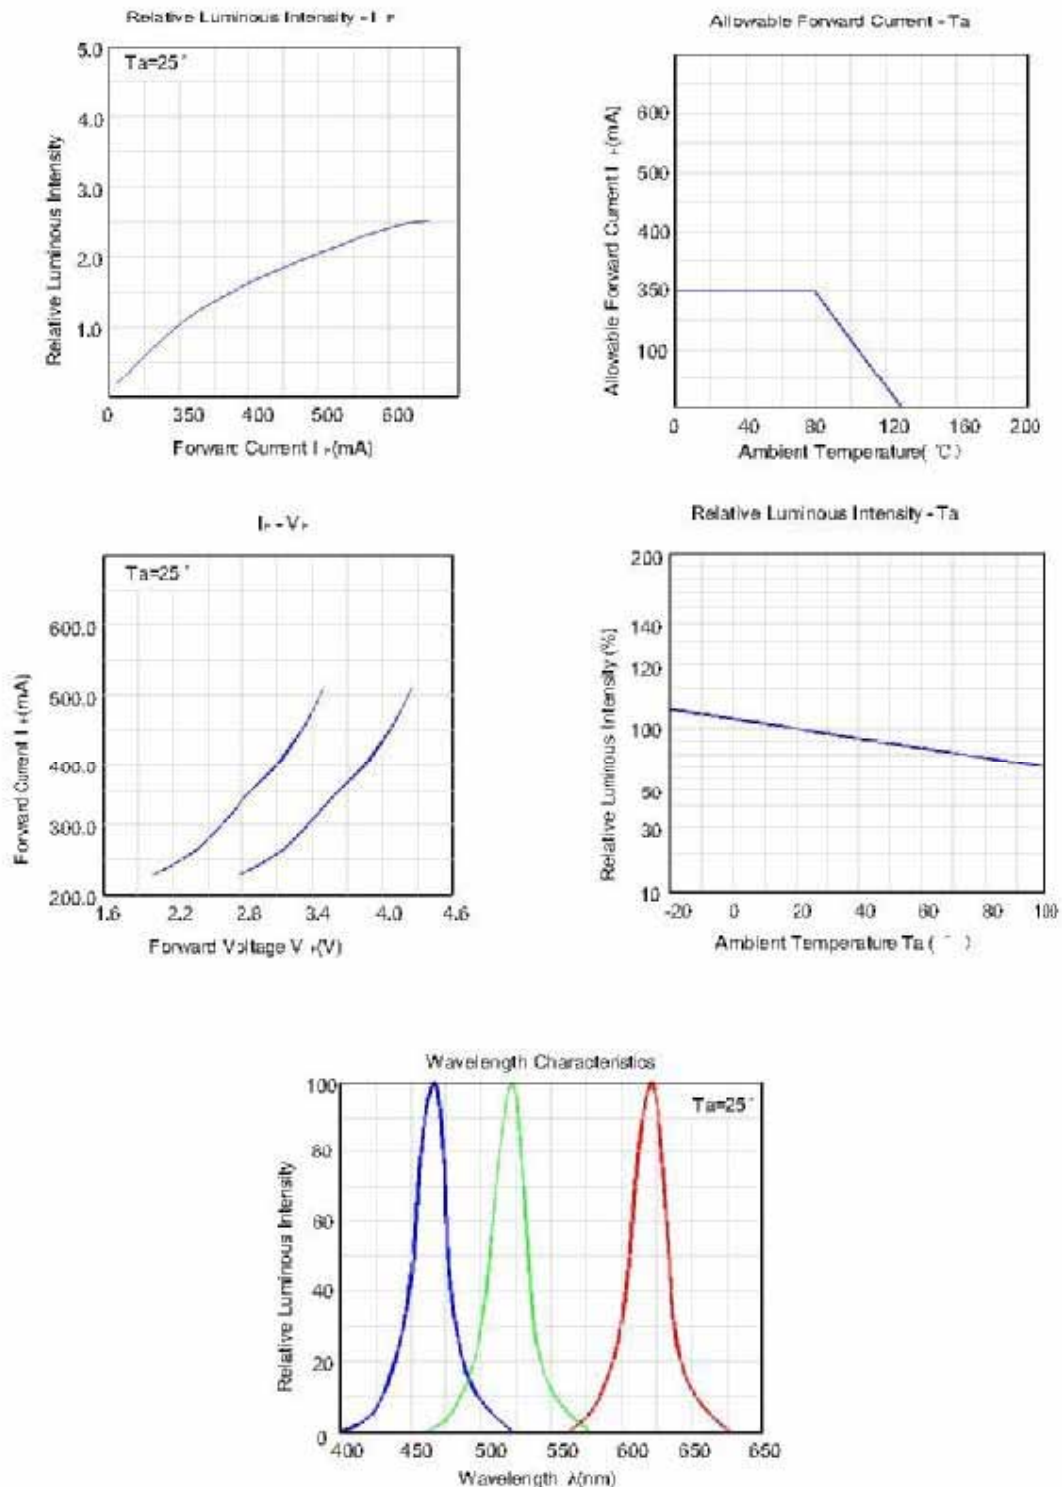 Relative Luminous Intensity - I F
Ta=25°
5.0
4.0
3.0
2.0
1.0
0 350 400 500 600
Relative Luminous Intensity
Forward Current I F(mA)
Allowable Forward Current - Ta
600
500
400
350
100
0 40 80 120 160 200
Allowable Forward Current I F(mA)
Ambient Temperature( ℃)
IF - VF
Ta=25°
600.0
500.0
400.0
300.0
200.0
1.6 2.2 2.8 3.4 4.0 4.6
Forward Current I F(mA)
Forward Voltage V F(V)
Relative Luminous Intensity - Ta
200
140
120
100
50
30
10
-20 0 20 40 60 80 100
Relative Luminous Intensity (%)
Ambient Temperature Ta ( )
Wavelength Characteristics
Ta=25°
100
80
60
40
20
0
400 450 500 550 600 650 650
Relative Luminous Intensity
Wavelength λ(nm)